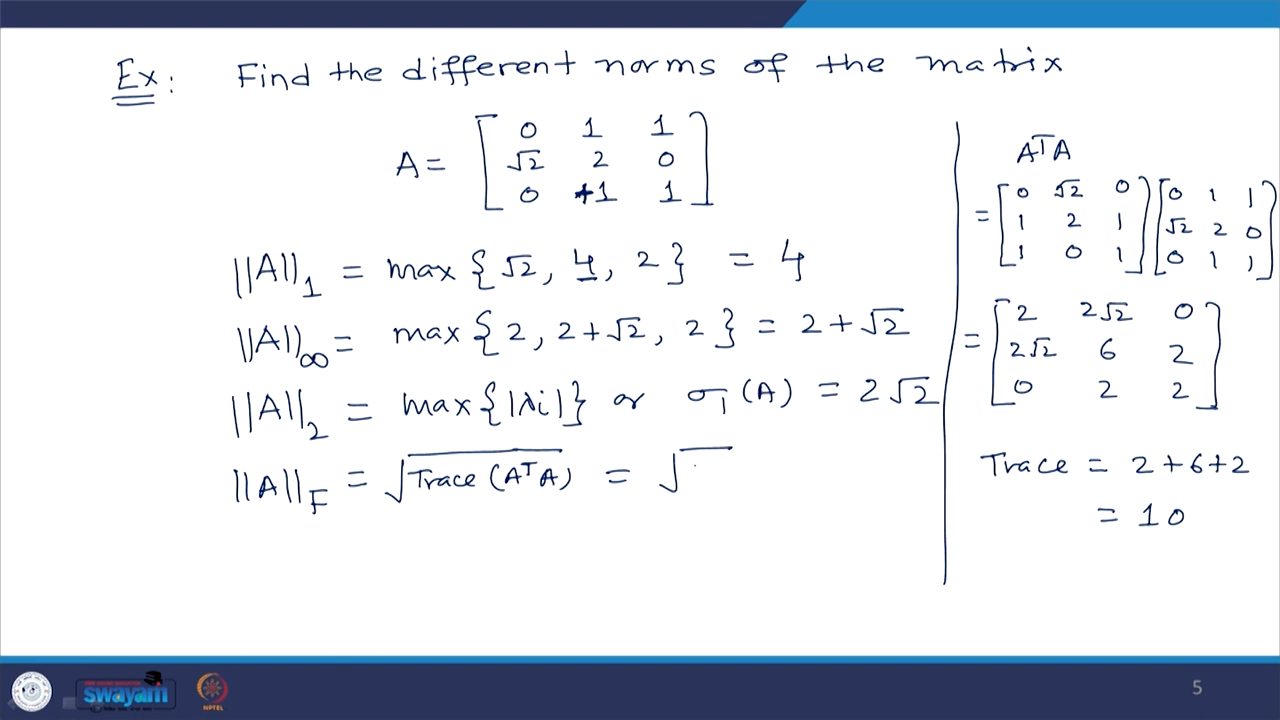 Ex: Find the different norms of the matrix
A = [ 0 1 1
√2 2 0
0 +1 1 ]
||A||₁ = max { √2, 4, 2 } = 4
||A||∞ = max { 2, 2+√2, 2 } = 2+√2
||A||₂ = max { |λi| } or σ₁(A) = 2√2
||A||F = √Trace (AᵀA) = √
AᵀA
= [ 0 √2 0 ] [ 0 1 1 ]
[ 1 2 1 ] [ √2 2 0 ]
[ 1 0 1 ] [ 0 1 1 ]
= [ 2 2√2 0
2√2 6 2
0 2 2 ]
Trace = 2+6+2
= 10
swayam
NPTEL
5